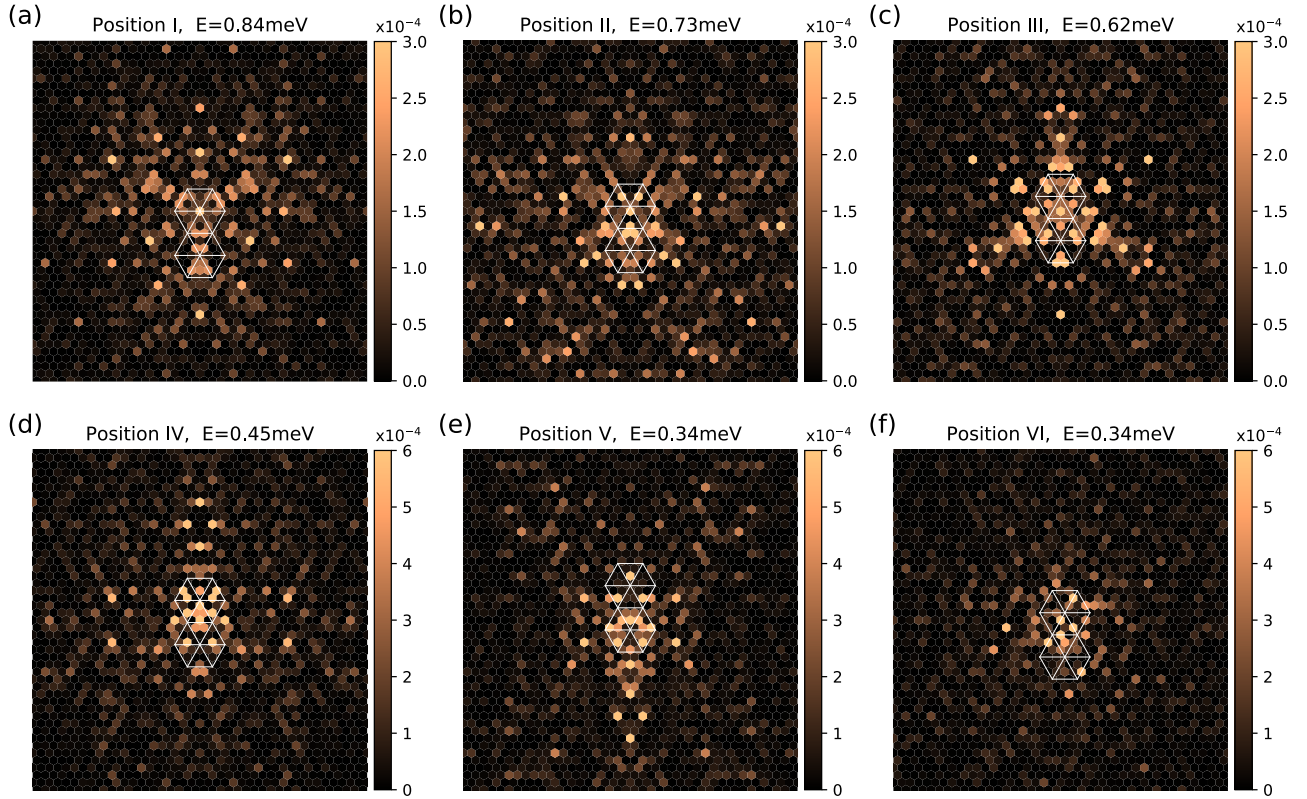 (a)
Position I,  E=0.84meV
x10⁻⁴
3.0
2.5
2.0
1.5
1.0
0.5
0.0
(b)
Position II,  E=0.73meV
x10⁻⁴
3.0
2.5
2.0
1.5
1.0
0.5
0.0
(c)
Position III,  E=0.62meV
x10⁻⁴
3.0
2.5
2.0
1.5
1.0
0.5
0.0
(d)
Position IV,  E=0.45meV
x10⁻⁴
6
5
4
3
2
1
0
(e)
Position V,  E=0.34meV
x10⁻⁴
6
5
4
3
2
1
0
(f)
Position VI,  E=0.34meV
x10⁻⁴
6
5
4
3
2
1
0